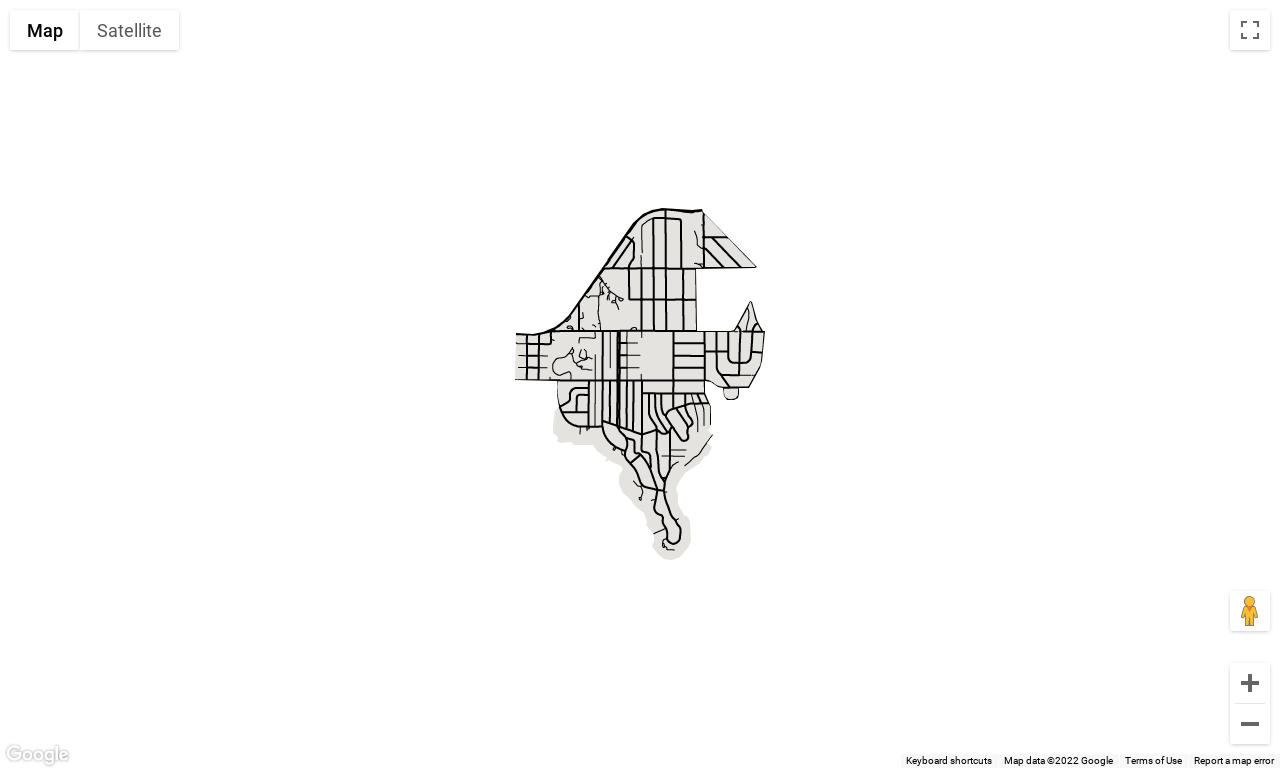 Map Satellite
Google
Keyboard shortcuts Map data ©2022 Google Terms of Use Report a map error